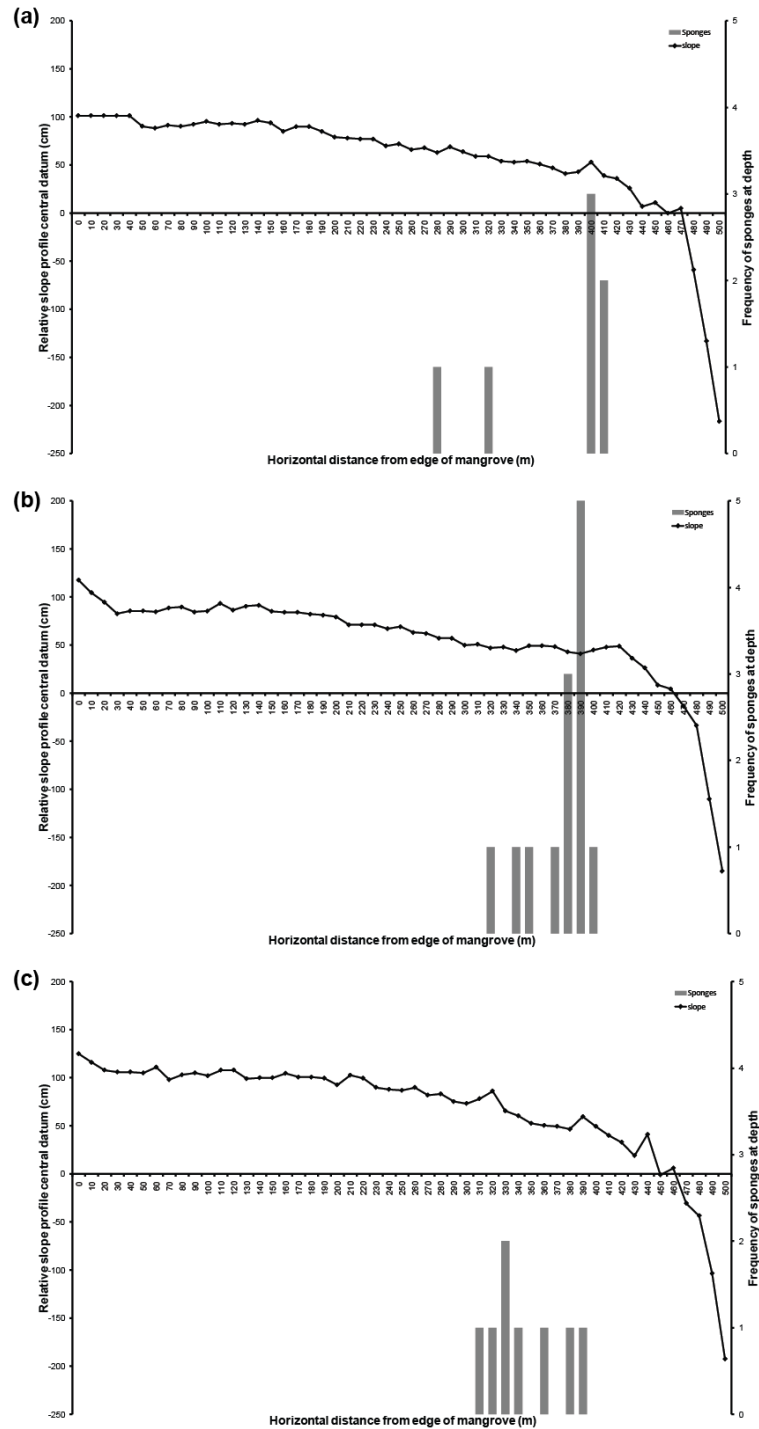 (a)
Relative slope profile central datum (cm)
200
150
100
50
0
-50
-100
-150
-200
-250
Sponges
slope
5
4
3
2
1
0
Frequency of sponges at depth
0 10 20 30 40 50 60 70 80 90 100 110 120 130 140 150 160 170 180 190 200 210 220 230 240 250 260 270 280 290 300 310 320 330 340 350 360 370 380 390 400 410 420 430 440 450 460 470 480 490 500
Horizontal distance from edge of mangrove (m)
(b)
Relative slope profile central datum (cm)
200
150
100
50
0
-50
-100
-150
-200
-250
Sponges
slope
5
4
3
2
1
0
Frequency of sponges at depth
0 10 20 30 40 50 60 70 80 90 100 110 120 130 140 150 160 170 180 190 200 210 220 230 240 250 260 270 280 290 300 310 320 330 340 350 360 370 380 390 400 410 420 430 440 450 460 470 480 490 500
Horizontal distance from edge of mangrove (m)
(c)
Relative slope profile central datum (cm)
200
150
100
50
0
-50
-100
-150
-200
-250
Sponges
slope
5
4
3
2
1
0
Frequency of sponges at depth
0 10 20 30 40 50 60 70 80 90 100 110 120 130 140 150 160 170 180 190 200 210 220 230 240 250 260 270 280 290 300 310 320 330 340 350 360 370 380 390 400 410 420 430 440 450 460 470 480 490 500
Horizontal distance from edge of mangrove (m)